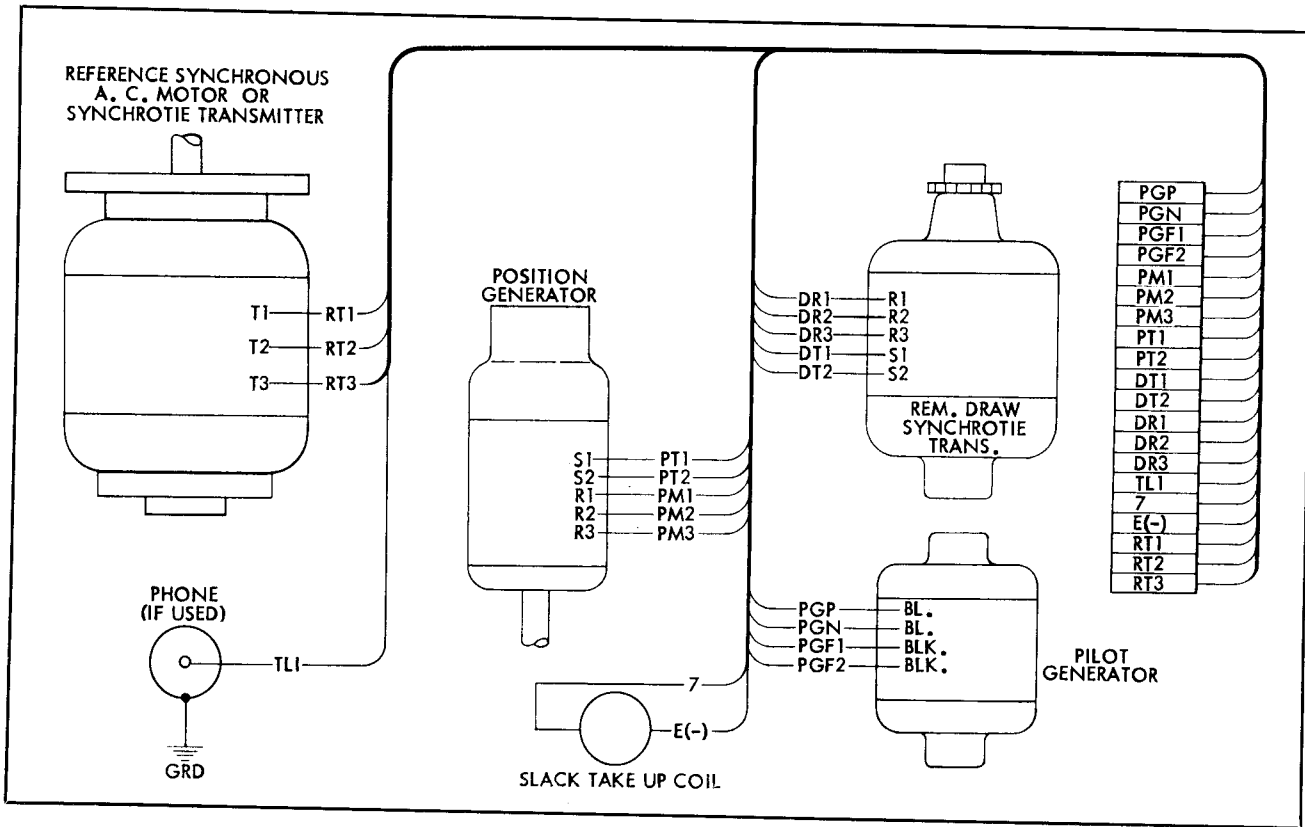 REFERENCE SYNCHRONOUS
A. C. MOTOR OR
SYNCHROTIE TRANSMITTER
T1 RT1
T2 RT2
T3 RT3
PHONE
(IF USED)
TL1
GRD
POSITION
GENERATOR
S1 PT1
S2 PT2
R1 PM1
R2 PM2
R3 PM3
7
E(-)
SLACK TAKE UP COIL
DR1 R1
DR2 R2
DR3 R3
DT1 S1
DT2 S2
REM. DRAW
SYNCHROTIE
TRANS.
PGP BL.
PGN BL.
PGF1 BLK.
PGF2 BLK.
PILOT
GENERATOR
PGP
PGN
PGF1
PGF2
PM1
PM2
PM3
PT1
PT2
DT1
DT2
DR1
DR2
DR3
TL1
7
E(-)
RT1
RT2
RT3